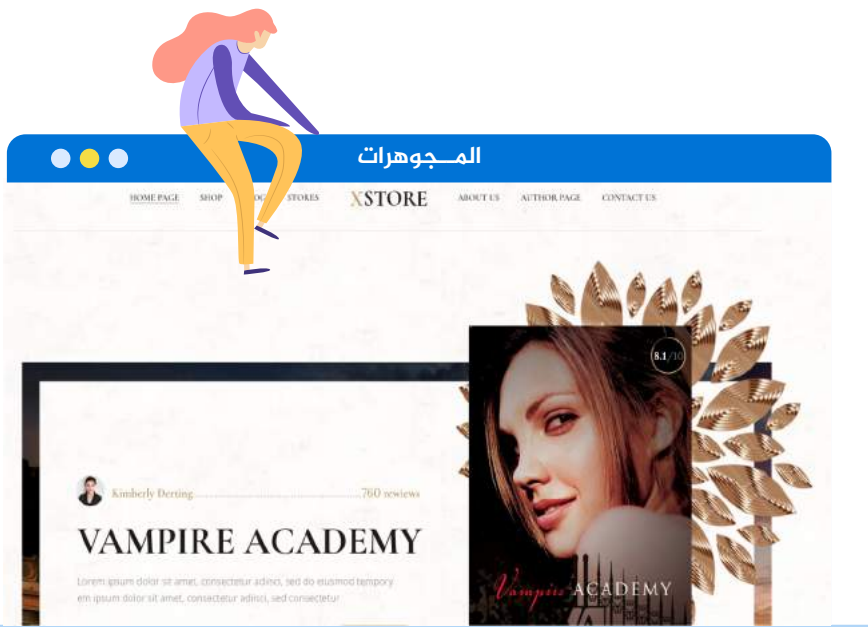 المــجوهرات
HOME PAGE SHOP STORES XSTORE ABOUT US AUTHOR PAGE CONTACT US
8.1/10
Kimberly Derting 760 rewiews
VAMPIRE ACADEMY
Lorem ipsum dolor sit amet, consectetur adisci, sed do eiusmod tempory
em ipsum dolor sit amet, consectetur adisci, sed consectetur
ACADEMY